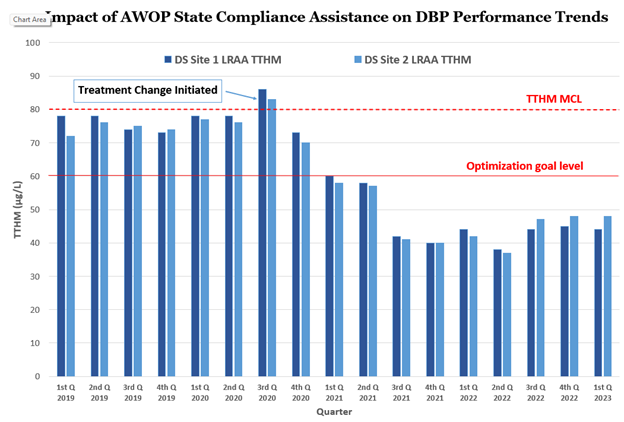 Chart Area
Impact of AWOP State Compliance Assistance on DBP Performance Trends
100
DS Site 1 LRAA TTHM
DS Site 2 LRAA TTHM
90
Treatment Change Initiated
80
TTHM MCL
70
Optimization goal level
60
50
40
30
20
10
0
TTHM (µg/L)
1st Q 2nd Q 3rd Q 4th Q 1st Q 2nd Q 3rd Q 4th Q 1st Q 2nd Q 3rd Q 4th Q 1st Q 2nd Q 3rd Q 4th Q 1st Q
2019 2019 2019 2019 2020 2020 2020 2020 2021 2021 2021 2021 2022 2022 2022 2022 2023
Quarter